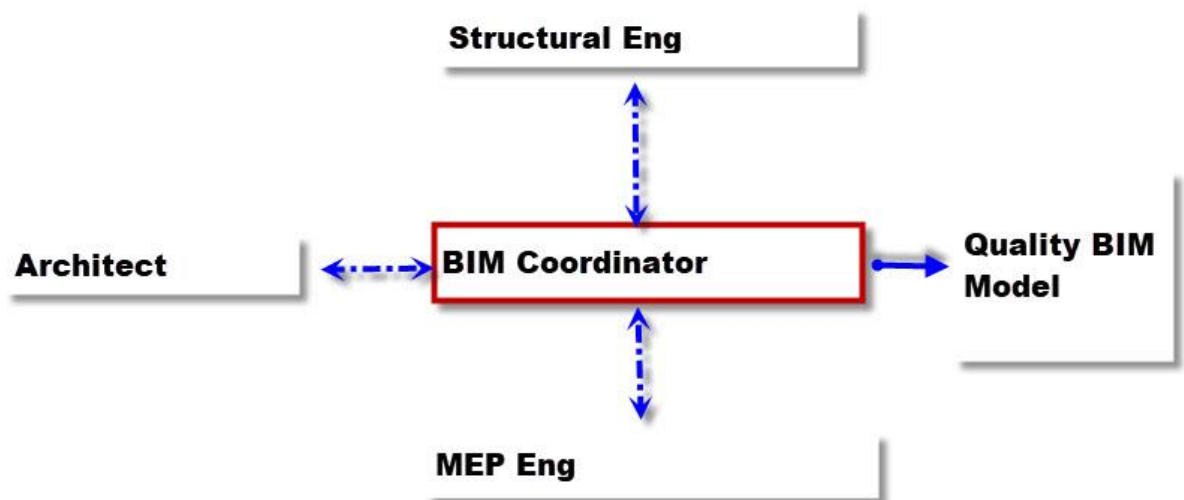 Structural Eng
Architect
BIM Coordinator
Quality BIM
Model
MEP Eng